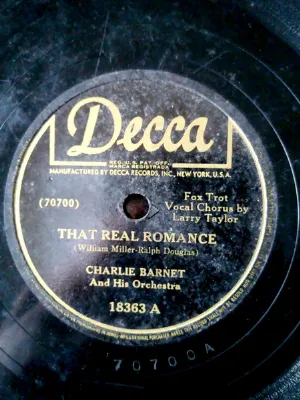 Decca
REG. U.S. PAT. OFF.
MARCA REGISTRADA
MANUFACTURED BY DECCA RECORDS, INC., NEW YORK, U.S.A.
(70700)
Fox Trot
Vocal Chorus by
Larry Taylor
THAT REAL ROMANCE
(William Miller-Ralph Douglas)
CHARLIE BARNET
And His Orchestra
18363 A
70700A